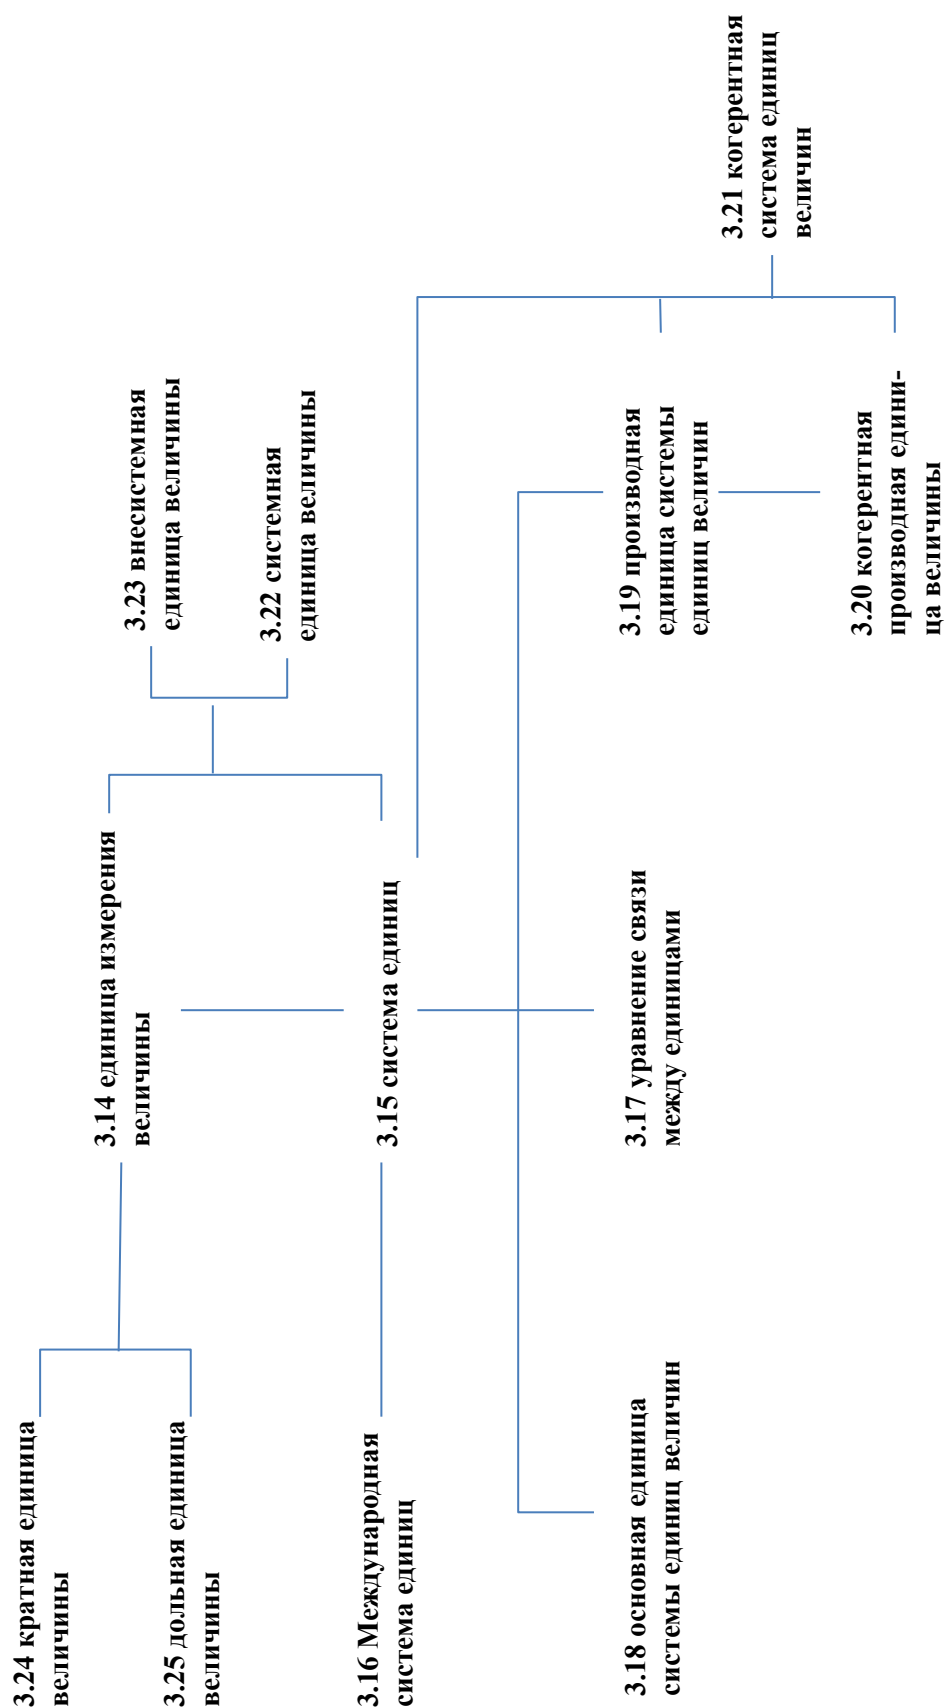 3.24 кратная единица
величины
3.14 единица измерения
величины
3.23 внесистемная
единица величины
3.25 дольная единица
величины
3.22 системная
единица величины
3.16 Международная
система единиц
3.15 система единиц
3.18 основная единица
системы единиц величин
3.17 уравнение связи
между единицами
3.19 производная
единица системы
единиц величин
3.21 когерентная
система единиц
величин
3.20 когерентная
производная едини-
ца величины